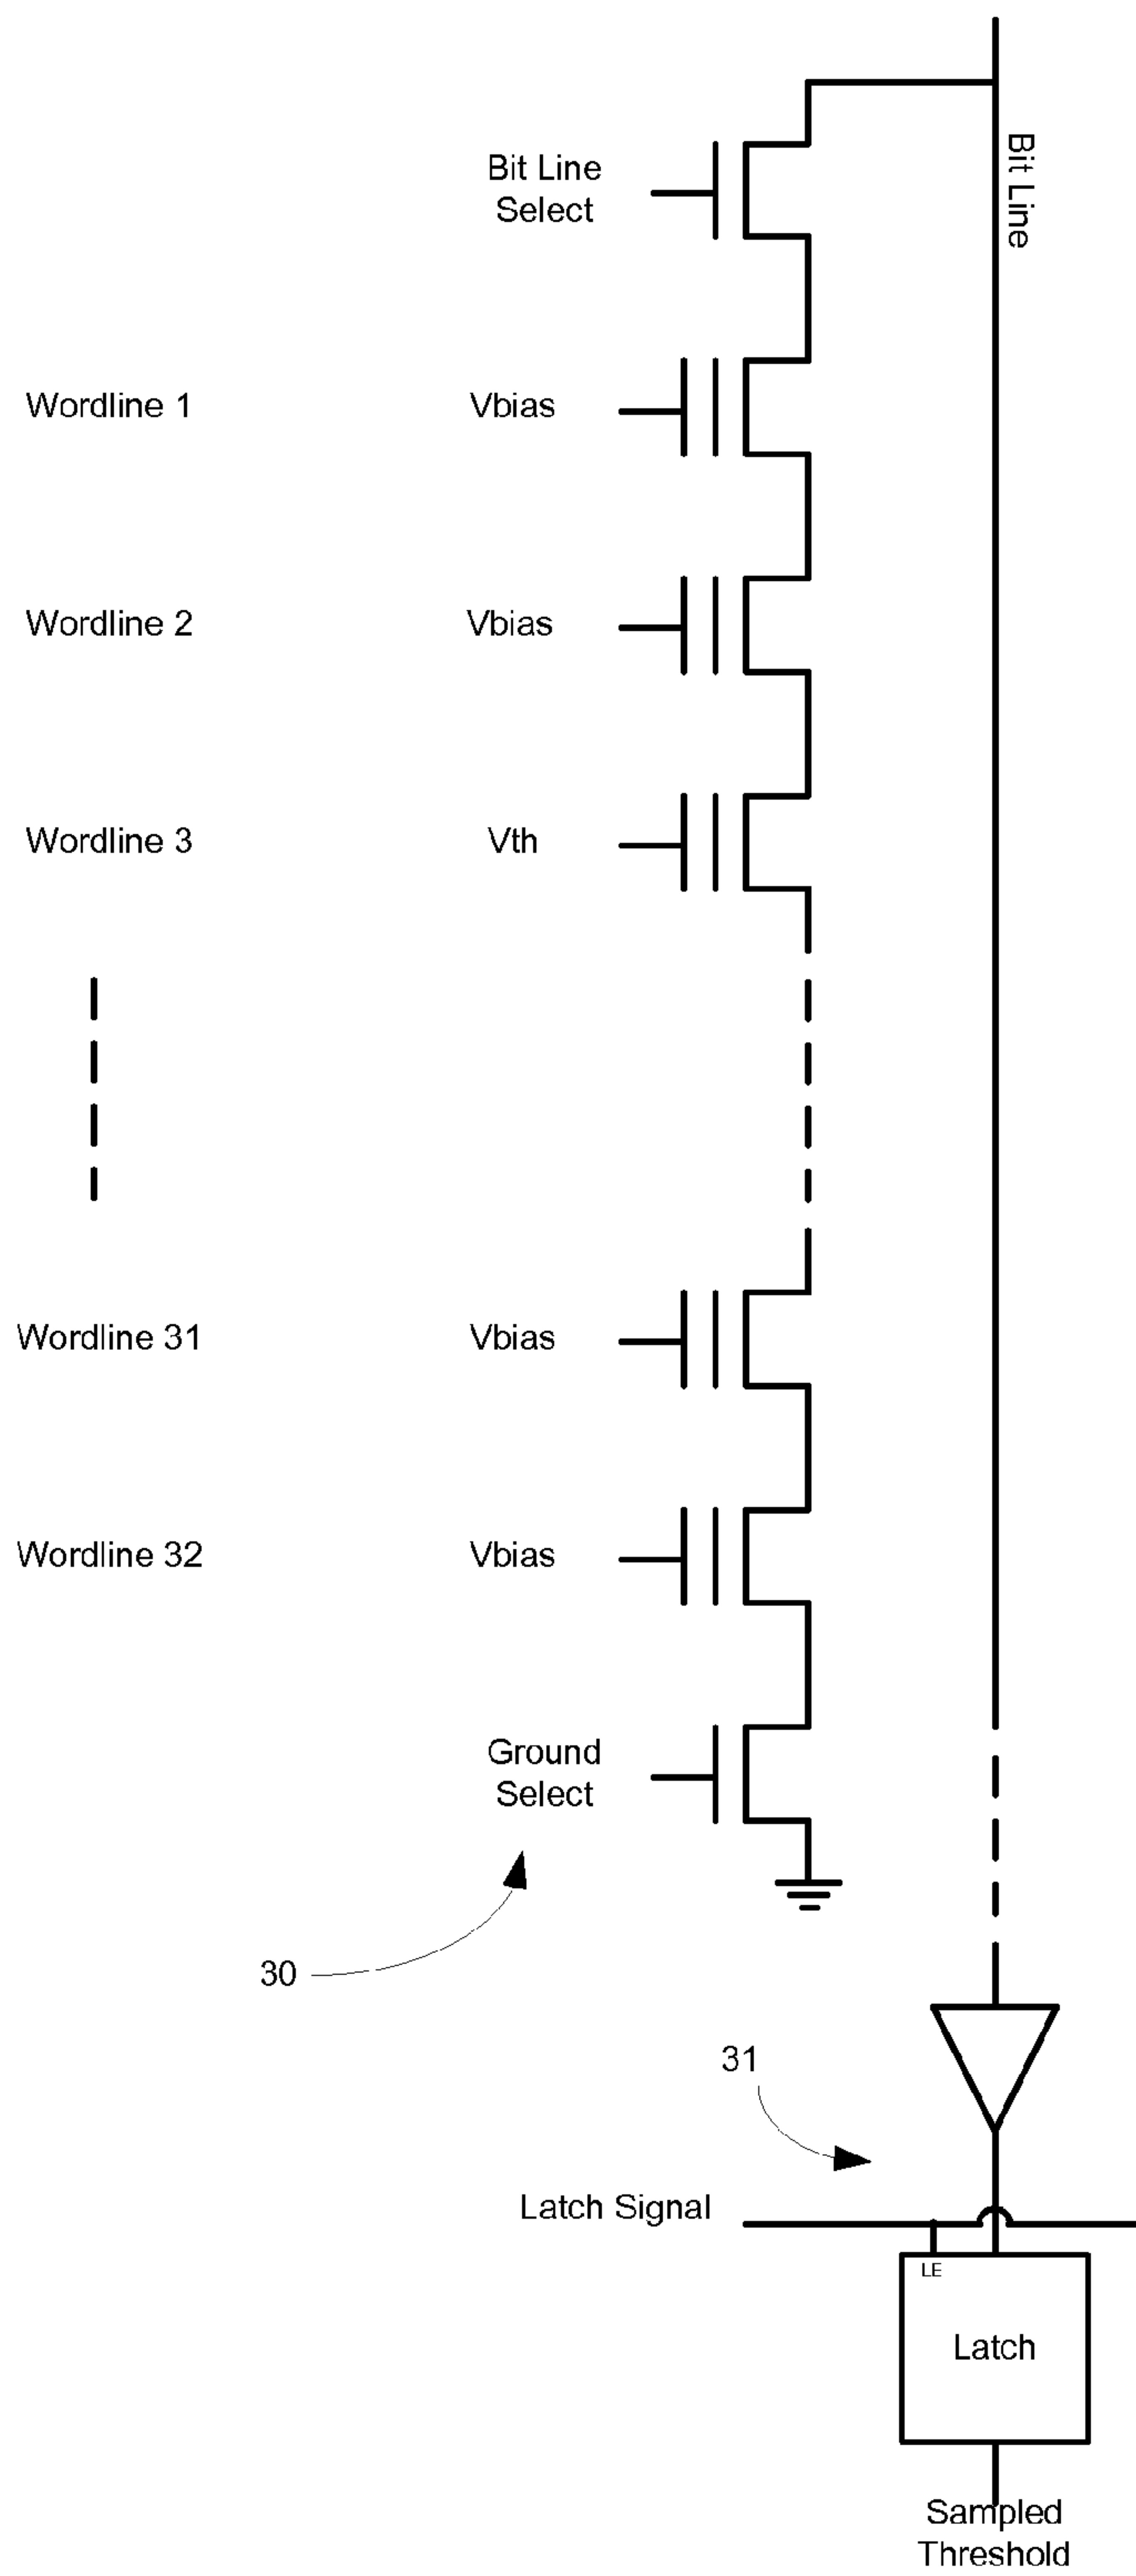 Bit Line
Bit Line
Select
Wordline 1
Vbias
Wordline 2
Vbias
Wordline 3
Vth
Wordline 31
Vbias
Wordline 32
Vbias
Ground
Select
30
31
Latch Signal
LE
Latch
Sampled
Threshold